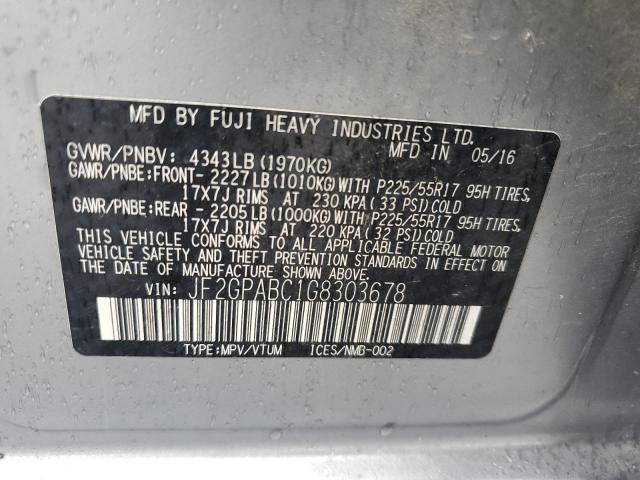 MFD BY FUJI HEAVY INDUSTRIES LTD.
MFD IN 05/16
GVWR/PNBV: 4343LB(1970KG)
GAWR/PNBE:FRONT- 2227LB(1010KG)WITH P225/55R17 95H TIRES,
17X7J RIMS AT 230 KPA(33 PSI)COLD
GAWR/PNBE:REAR - 2205LB(1000KG)WITH P225/55R17 95H TIRES,
17X7J RIMS AT 220 KPA(32 PSI)COLD
THIS VEHICLE CONFORMS TO ALL APPLICABLE FEDERAL MOTOR
VEHICLE SAFETY AND THEFT PREVENTION STANDARDS IN EFFECT ON
THE DATE OF MANUFACTURE SHOWN ABOVE.
VIN: JF2GPABC1G8303678
TYPE:MPV/VTUM ICES/NMB-002